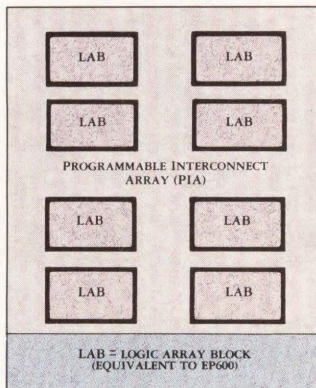 LAB LAB
LAB LAB
PROGRAMMABLE INTERCONNECT
ARRAY (PIA)
LAB LAB
LAB LAB
LAB = LOGIC ARRAY BLOCK
(EQUIVALENT TO EP600)